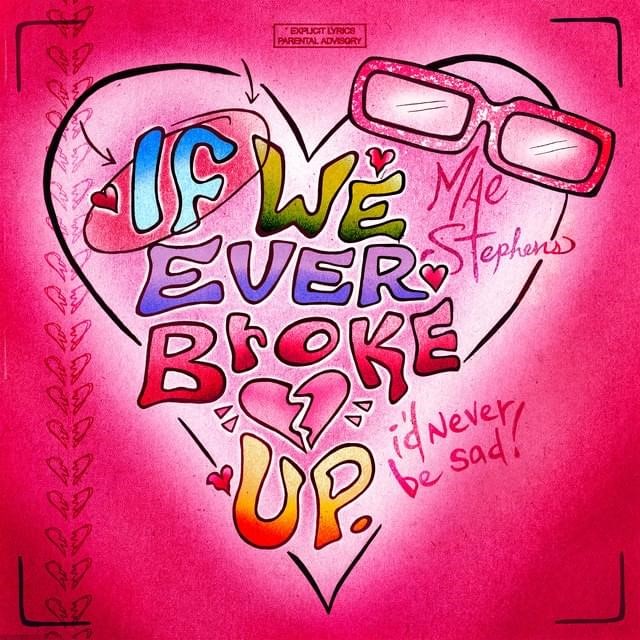 EXPLICIT LYRICS
PARENTAL ADVISORY
IF WE
Mae
Stephens
EVER
BroKE
UP.
i'd Never
be sad!